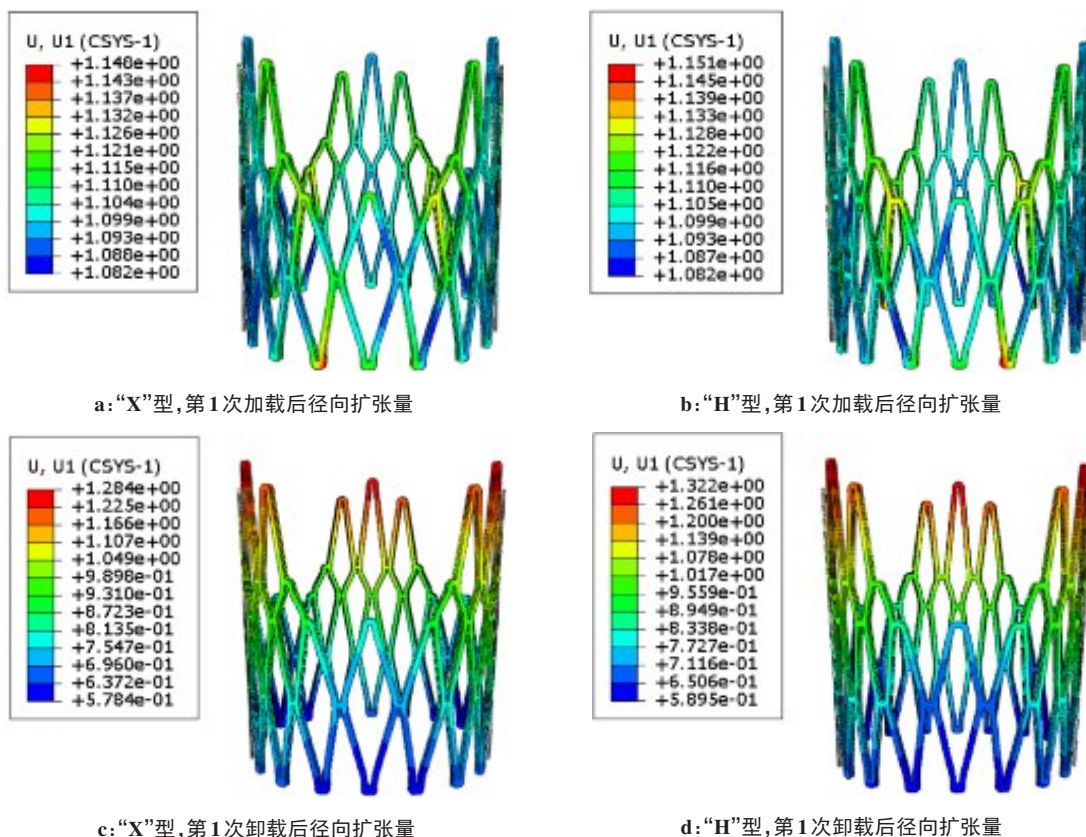 U, U1 (CSYS-1)
+1.148e+00
+1.143e+00
+1.137e+00
+1.132e+00
+1.126e+00
+1.121e+00
+1.115e+00
+1.110e+00
+1.104e+00
+1.099e+00
+1.093e+00
+1.088e+00
+1.082e+00
a:“X”型,第1次加载后径向扩张量
U, U1 (CSYS-1)
+1.151e+00
+1.145e+00
+1.139e+00
+1.133e+00
+1.128e+00
+1.122e+00
+1.116e+00
+1.110e+00
+1.105e+00
+1.099e+00
+1.093e+00
+1.087e+00
+1.082e+00
b:“H”型,第1次加载后径向扩张量
U, U1 (CSYS-1)
+1.284e+00
+1.225e+00
+1.166e+00
+1.107e+00
+1.049e+00
+9.898e-01
+9.310e-01
+8.723e-01
+8.135e-01
+7.547e-01
+6.960e-01
+6.372e-01
+5.784e-01
c:“X”型,第1次卸载后径向扩张量
U, U1 (CSYS-1)
+1.322e+00
+1.261e+00
+1.200e+00
+1.139e+00
+1.078e+00
+1.017e+00
+9.559e-01
+8.949e-01
+8.338e-01
+7.727e-01
+7.116e-01
+6.506e-01
+5.895e-01
d:“H”型,第1次卸载后径向扩张量